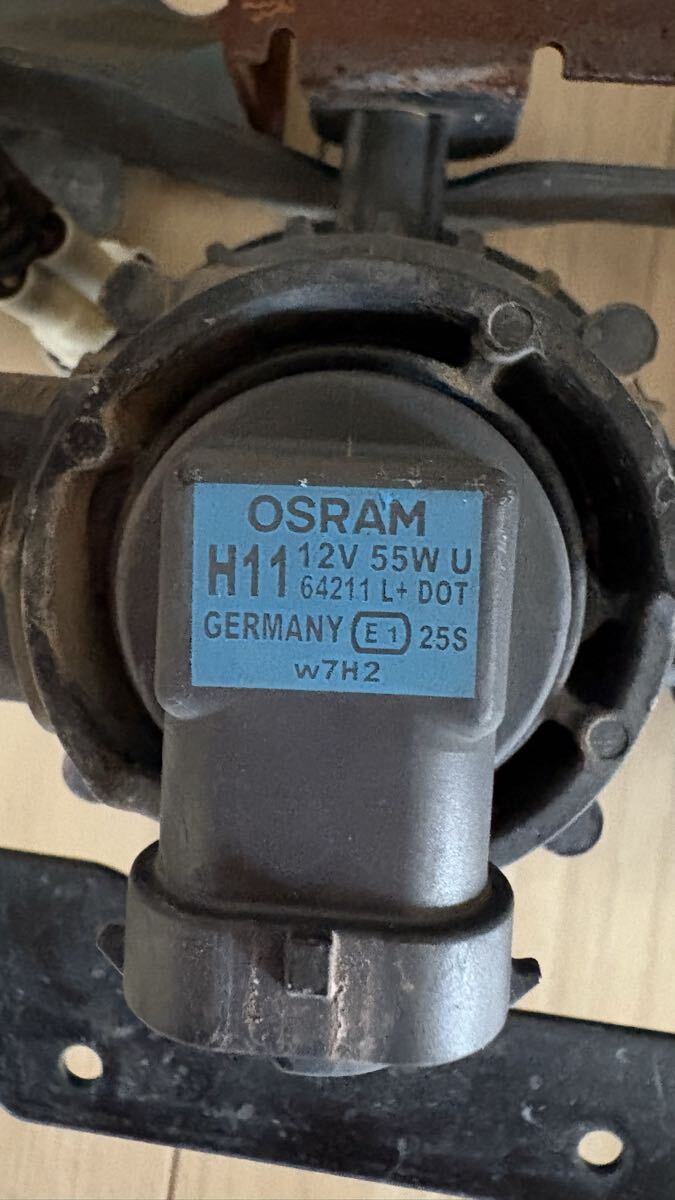 OSRAM
H11 12V 55W U
64211 L+ DOT
GERMANY E1 25S
w7H2